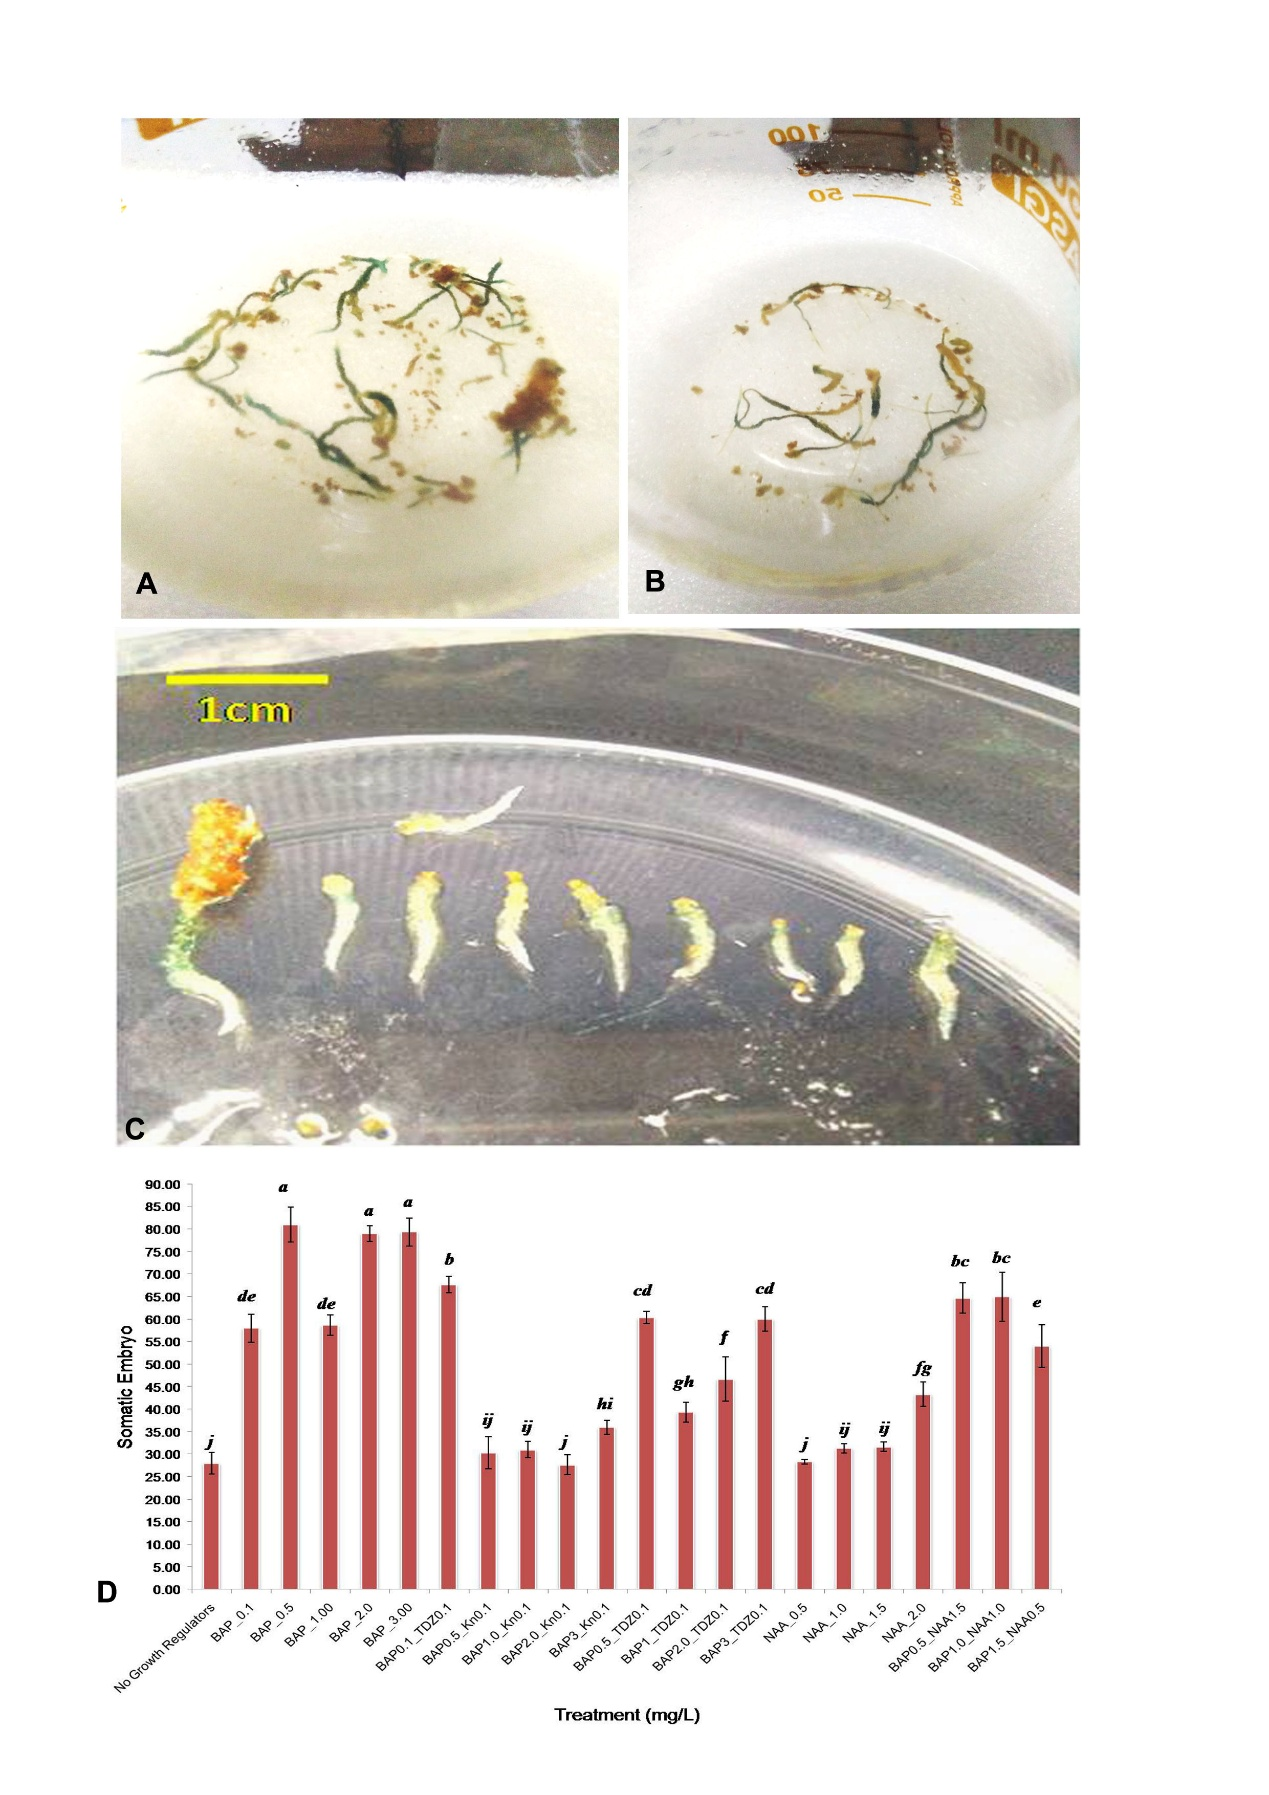 100
50
A
B
1cm
C
90.00
85.00
80.00
75.00
70.00
65.00
60.00
55.00
50.00
45.00
40.00
35.00
30.00
25.00
20.00
15.00
10.00
5.00
0.00
Somatic Embryo
j
de
a
de
a
a
b
ij
ij
j
hi
cd
gh
f
cd
j
ij
ij
fg
bc
bc
e
D
No Growth Regulators
BAP_0.1
BAP_0.5
BAP_1.00
BAP_2.0
BAP_3.00
BAP0.1_TDZ0.1
BAP0.5_Kn0.1
BAP1.0_Kn0.1
BAP2.0_Kn0.1
BAP3_Kn0.1
BAP0.5_TDZ0.1
BAP1_TDZ0.1
BAP2.0_TDZ0.1
BAP3_TDZ0.1
NAA_0.5
NAA_1.0
NAA_1.5
NAA_2.0
BAP0.5_NAA1.5
BAP1.0_NAA1.0
BAP1.5_NAA0.5
Treatment (mg/L)